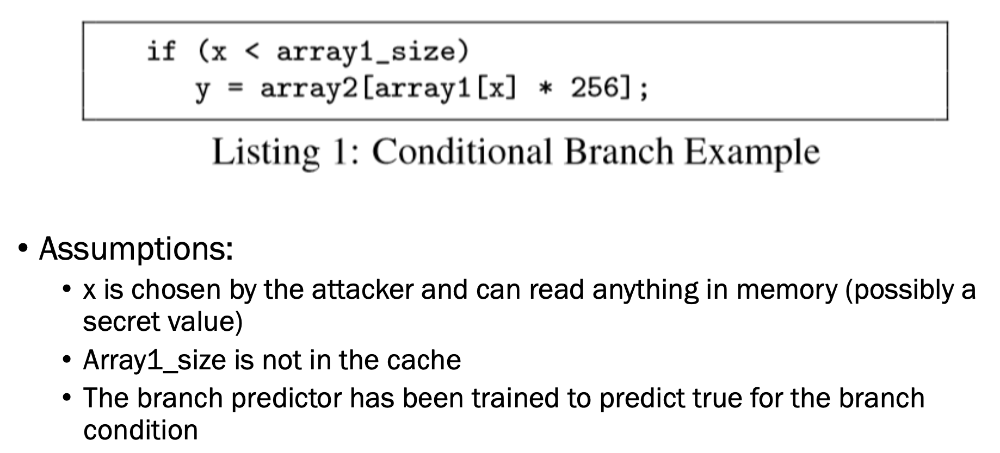 if (x < array1_size)
y = array2[array1[x] * 256];
Listing 1: Conditional Branch Example
• Assumptions:
• x is chosen by the attacker and can read anything in memory (possibly a
secret value)
• Array1_size is not in the cache
• The branch predictor has been trained to predict true for the branch
condition